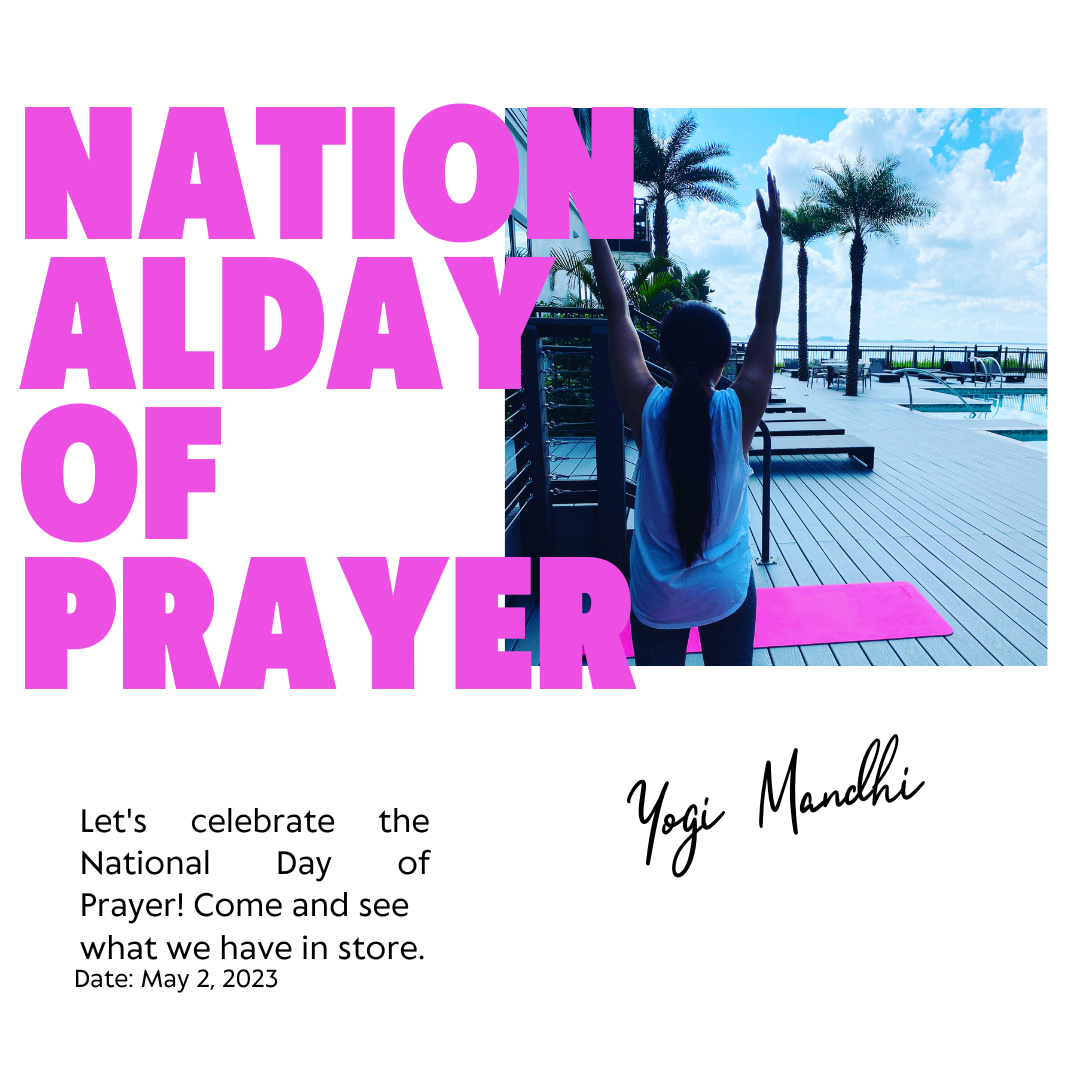 NATION
ALDAY
OF
PRAYER
Yogi Mandhi
Let's celebrate the
National Day of
Prayer! Come and see
what we have in store.
Date: May 2, 2023